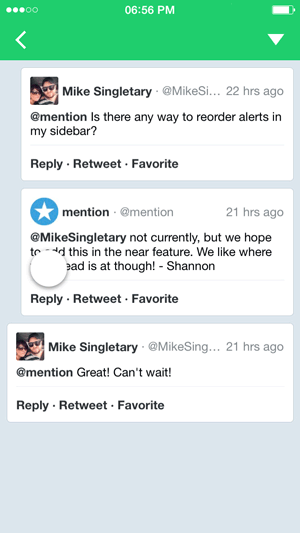 06:56 PM
Mike Singletary · @MikeSi... 22 hrs ago
@mention Is there any way to reorder alerts in
my sidebar?
Reply · Retweet · Favorite
mention · @mention 21 hrs ago
@MikeSingletary not currently, but we hope
to add this in the near feature. We like where
ead is at though! - Shannon
Reply · Retweet · Favorite
Mike Singletary · @MikeSing... 21 hrs ago
@mention Great! Can't wait!
Reply · Retweet · Favorite